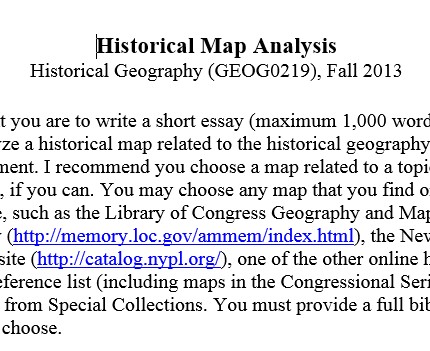 Historical Map Analysis
Historical Geography (GEOG0219), Fall 2013
t you are to write a short essay (maximum 1,000 word
ze a historical map related to the historical geography
ment. I recommend you choose a map related to a topi
, if you can. You may choose any map that you find o
e, such as the Library of Congress Geography and Map
(http://memory.loc.gov/ammem/index.html), the New
site (http://catalog.nypl.org/), one of the other online h
eference list (including maps in the Congressional Seri
from Special Collections. You must provide a full bib
choose.